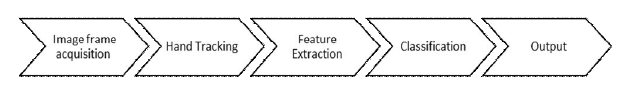 Image frame
acquisition
Hand Tracking
Feature
Extraction
Classification
Output